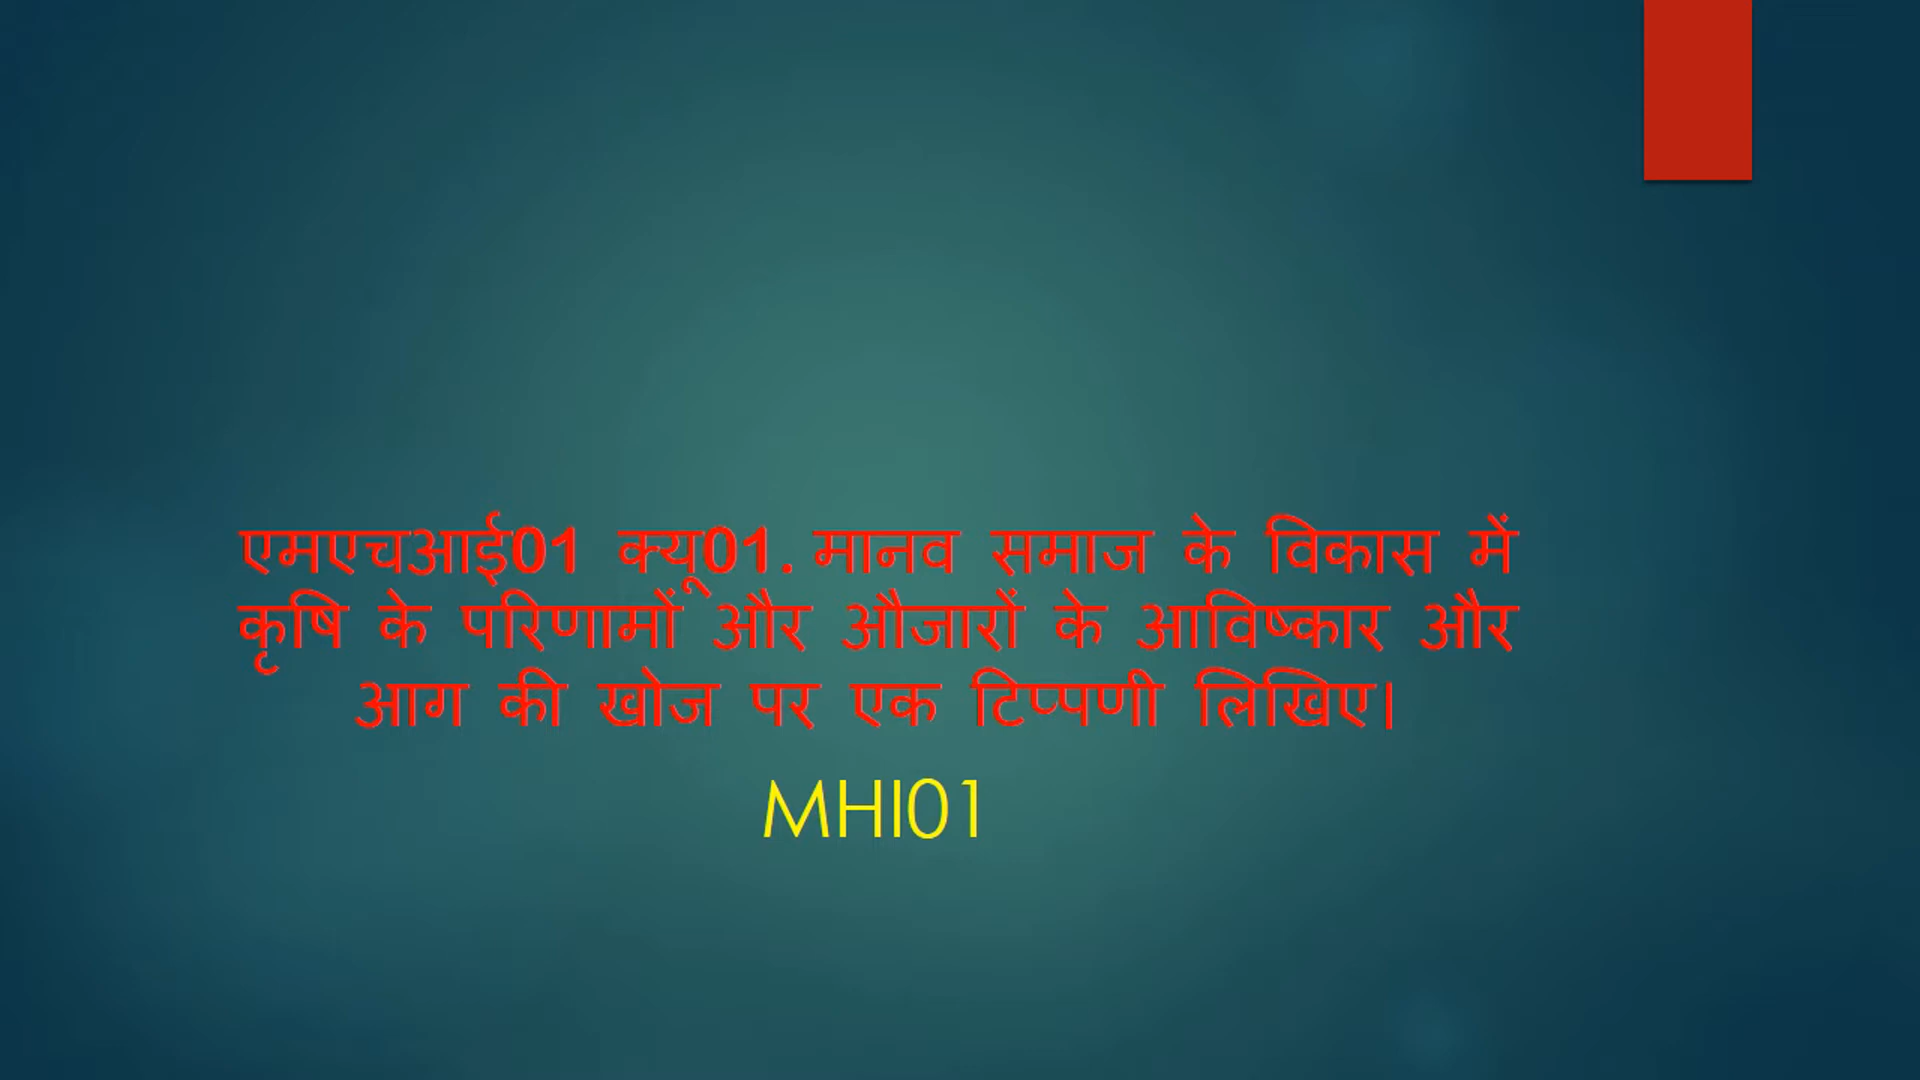 एमएचआई01 क्यू01. मानव समाज के विकास में
कृषि के परिणामों और औजारों के आविष्कार और
आग की खोज पर एक टिप्पणी लिखिए।
MHI01